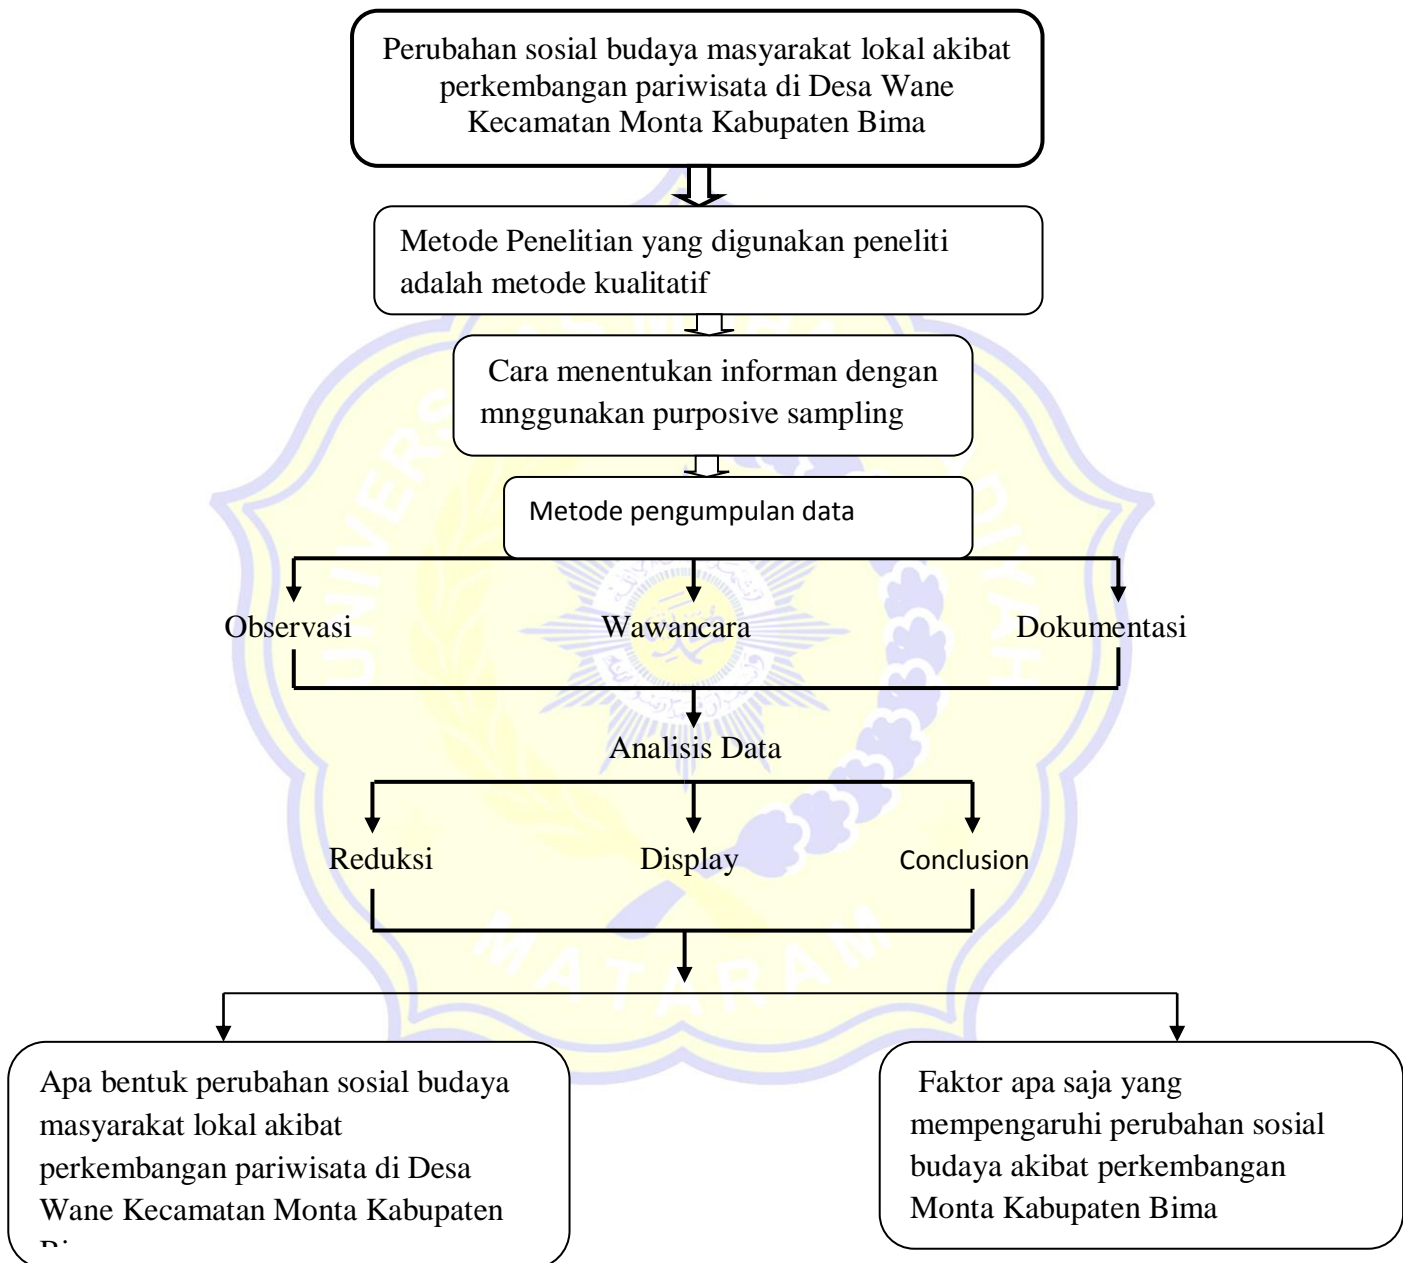 Perubahan sosial budaya masyarakat lokal akibat
perkembangan pariwisata di Desa Wane
Kecamatan Monta Kabupaten Bima
Metode Penelitian yang digunakan peneliti
adalah metode kualitatif
Cara menentukan informan dengan
mnggunakan purposive sampling
Metode pengumpulan data
Observasi Wawancara Dokumentasi
Analisis Data
Reduksi Display Conclusion
Apa bentuk perubahan sosial budaya
masyarakat lokal akibat
perkembangan pariwisata di Desa
Wane Kecamatan Monta Kabupaten
Faktor apa saja yang
mempengaruhi perubahan sosial
budaya akibat perkembangan
Monta Kabupaten Bima
MATARAM